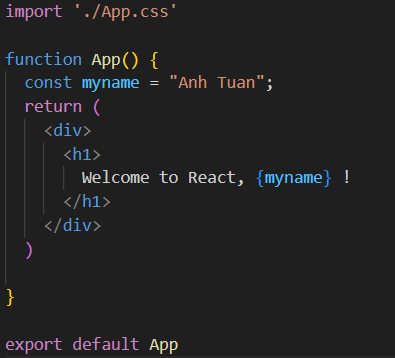 import './App.css'
function App() {
const myname = "Anh Tuan";
return (
<div>
<h1>
Welcome to React, {myname} !
</h1>
</div>
)
}
export default App